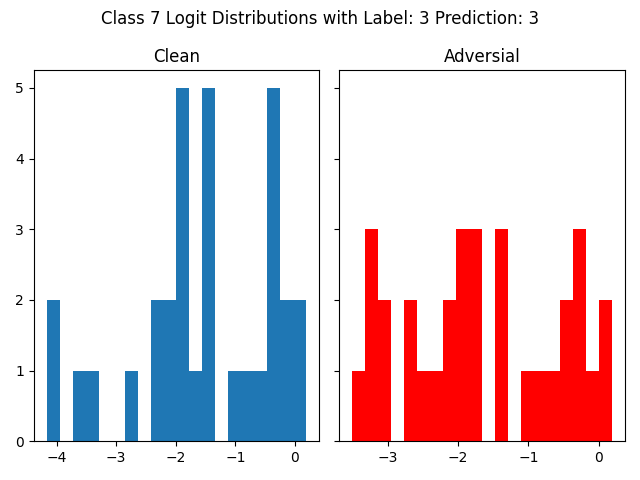 Class 7 Logit Distributions with Label: 3 Prediction: 3
Clean
Adversial
5
4
3
2
1
0
−4 −3 −2 −1 0
−3 −2 −1 0